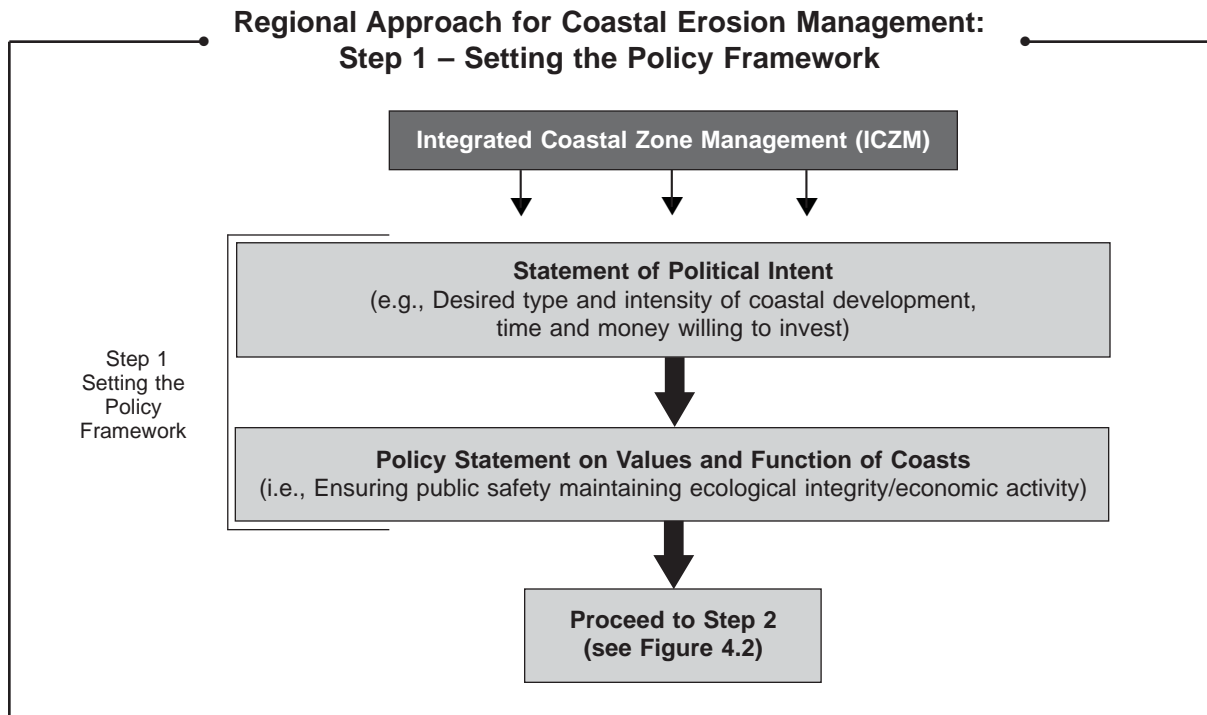 Regional Approach for Coastal Erosion Management:
Step 1 – Setting the Policy Framework
Integrated Coastal Zone Management (ICZM)
Statement of Political Intent
(e.g., Desired type and intensity of coastal development,
time and money willing to invest)
Step 1
Setting the
Policy
Framework
Policy Statement on Values and Function of Coasts
(i.e., Ensuring public safety maintaining ecological integrity/economic activity)
Proceed to Step 2
(see Figure 4.2)